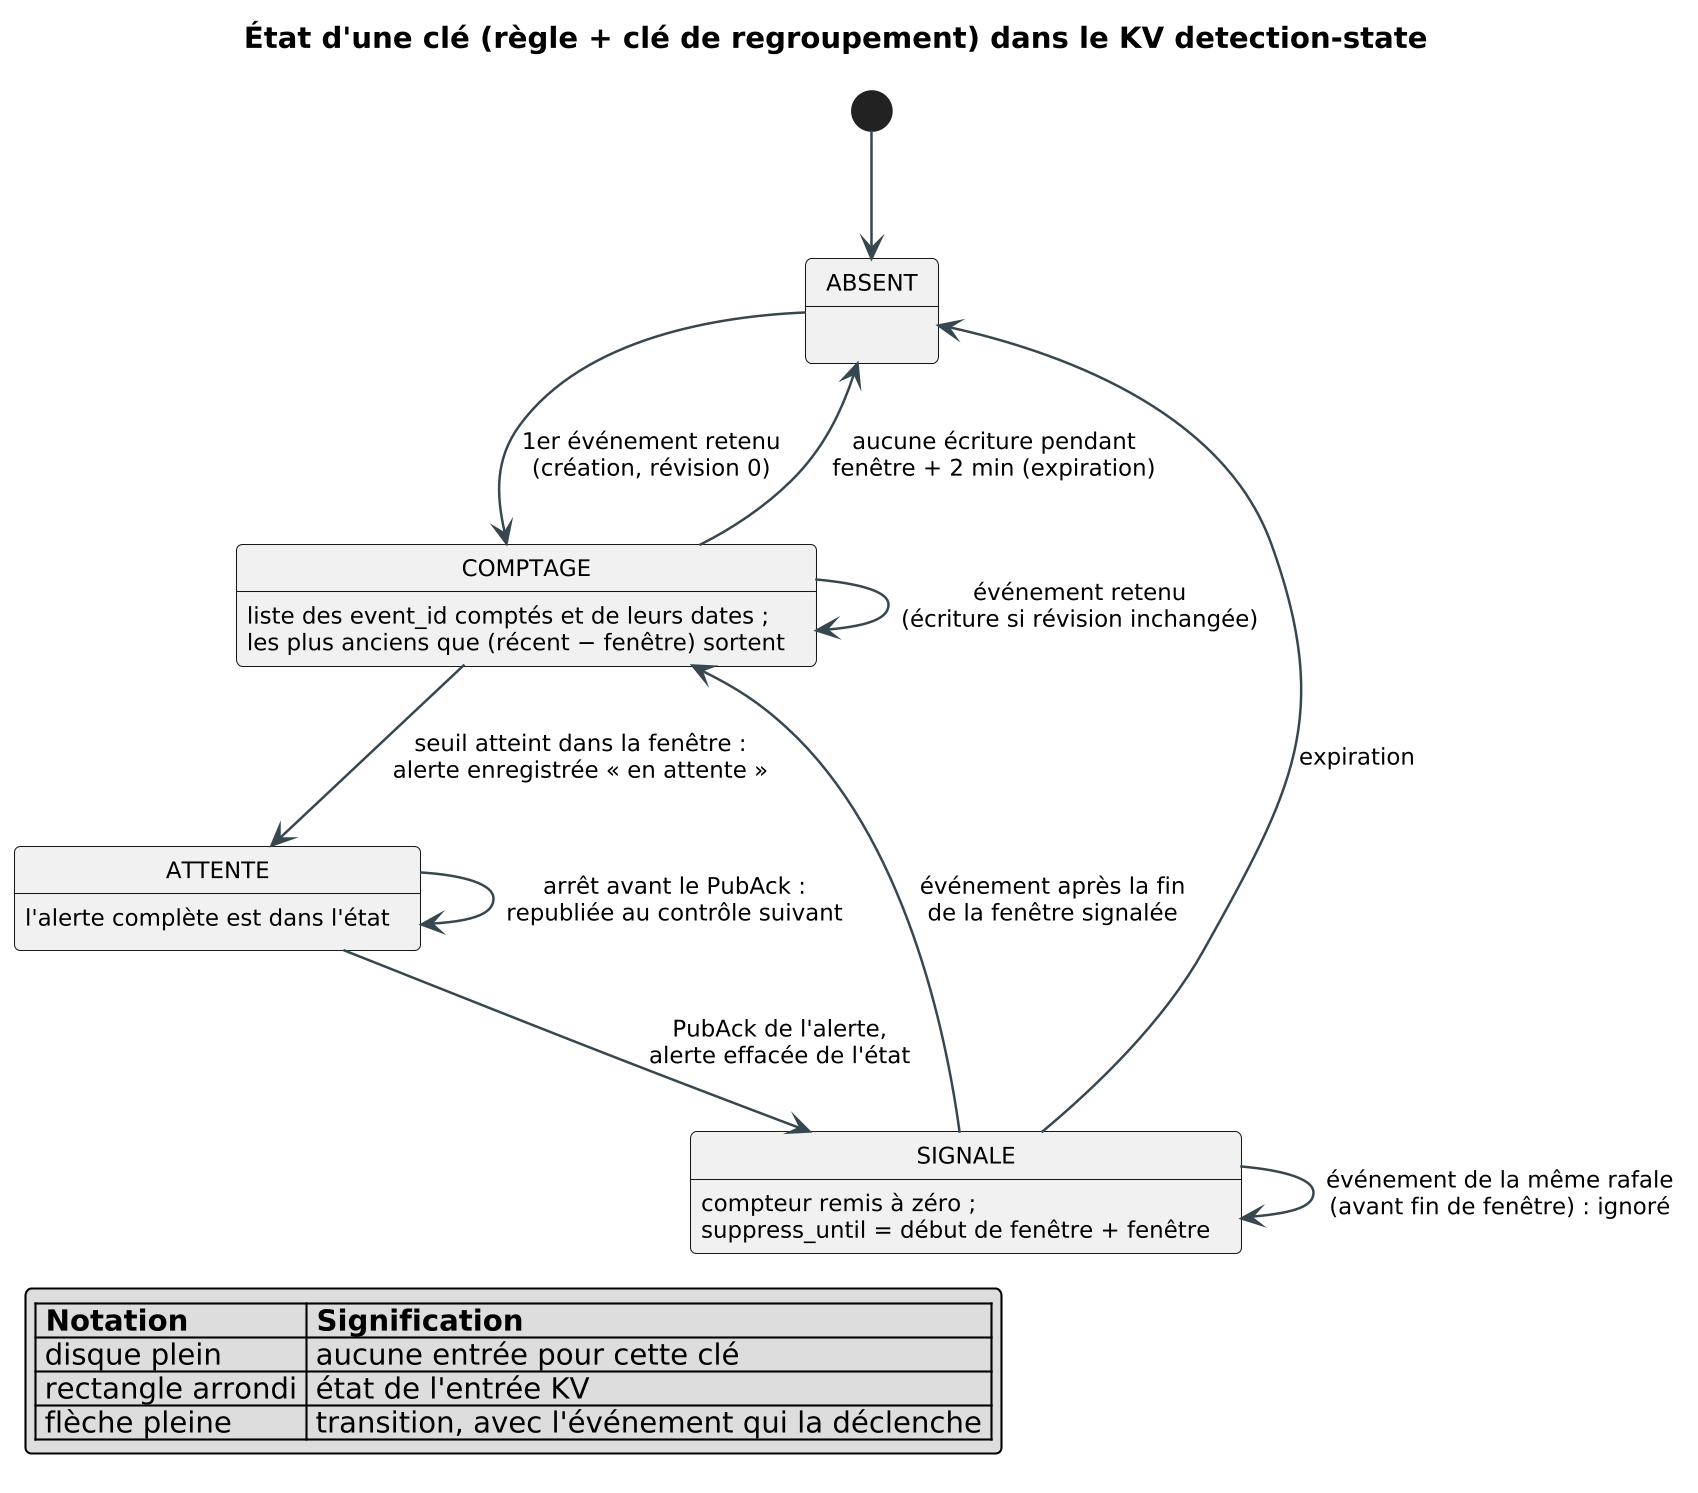 État d'une clé (règle + clé de regroupement) dans le KV detection-state
ABSENT
1er événement retenu
(création, révision 0)
aucune écriture pendant
fenêtre + 2 min (expiration)
COMPTAGE
liste des event_id comptés et de leurs dates ;
les plus anciens que (récent − fenêtre) sortent
événement retenu
(écriture si révision inchangée)
seuil atteint dans la fenêtre :
alerte enregistrée « en attente »
expiration
ATTENTE
l'alerte complète est dans l'état
arrêt avant le PubAck :
republiée au contrôle suivant
événement après la fin
de la fenêtre signalée
PubAck de l'alerte,
alerte effacée de l'état
SIGNALE
compteur remis à zéro ;
suppress_until = début de fenêtre + fenêtre
événement de la même rafale
(avant fin de fenêtre) : ignoré
Notation Signification
disque plein aucune entrée pour cette clé
rectangle arrondi état de l'entrée KV
flèche pleine transition, avec l'événement qui la déclenche